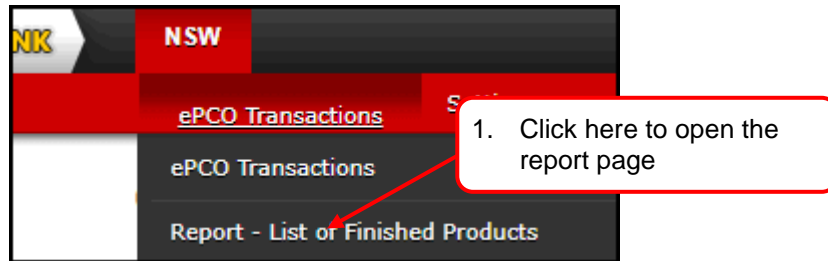 NK
NSW
ePCO Transactions
1. Click here to open the
report page
ePCO Transactions
Report - List of Finished Products